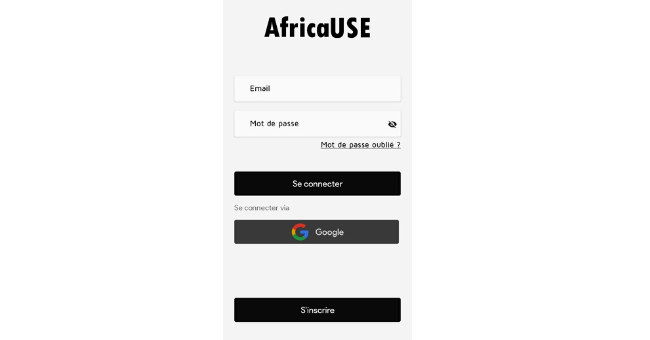 AfricaUSE
Email
Mot de passe
Mot de passe oublié ?
Se connecter
Se connecter via
Google
S'inscrire